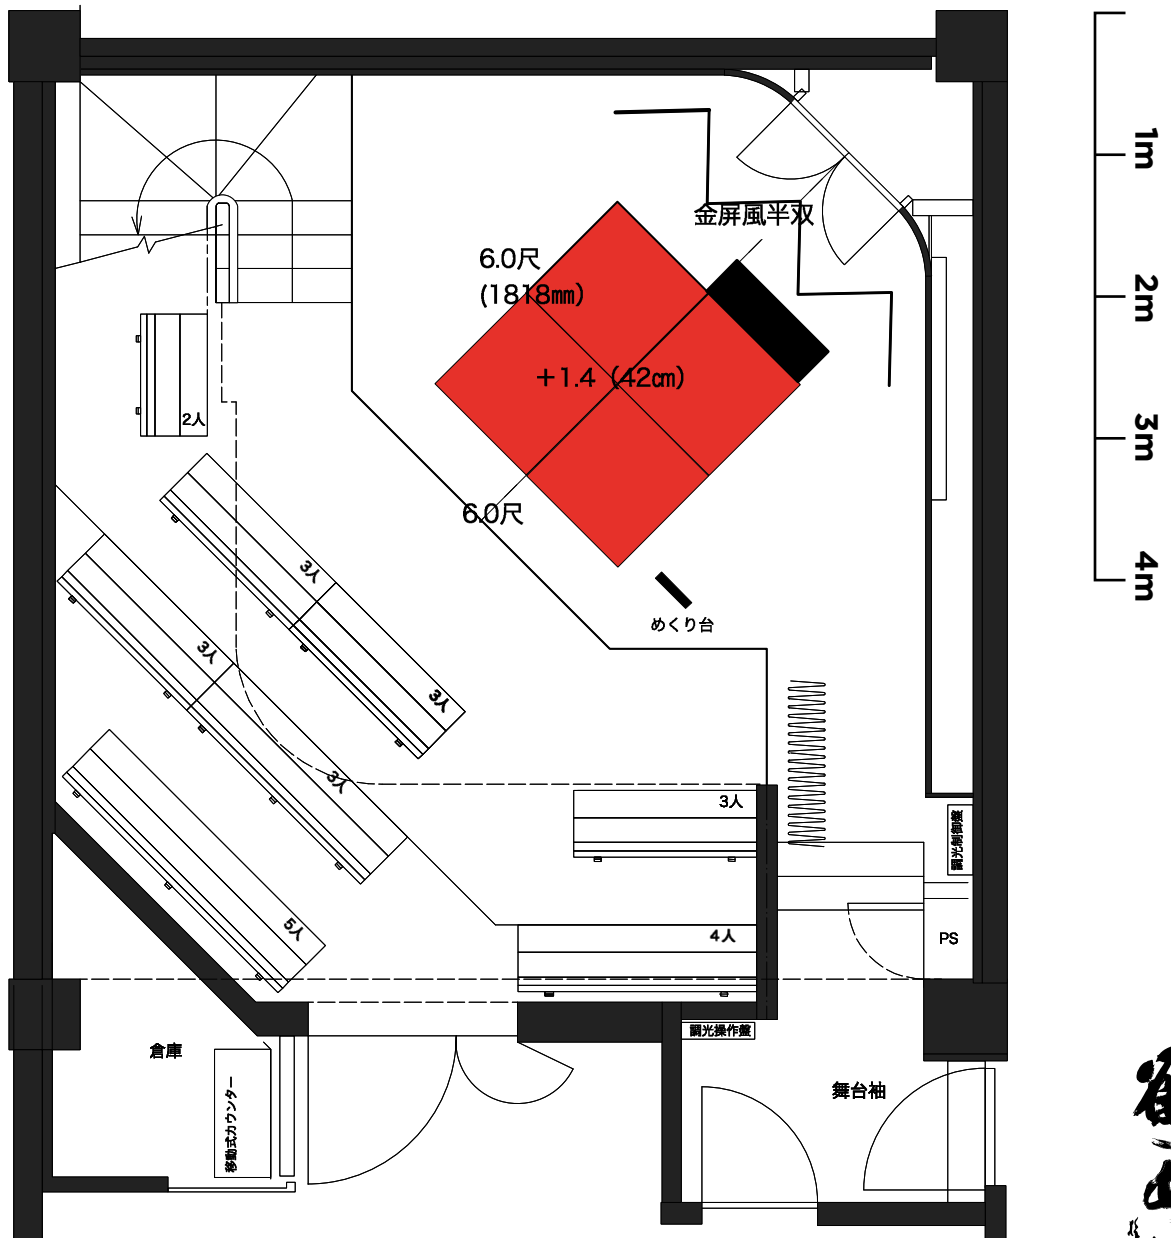 1m
2m
3m
4m
金屏風半双
6.0尺
(1818㎜)
+1.4 (42㎝)
6.0尺
めくり台
2人
3人
3人
3人
3人
5人
3人
4人
調光制御盤
PS
調光操作盤
舞台袖
倉庫
移動式カウンター